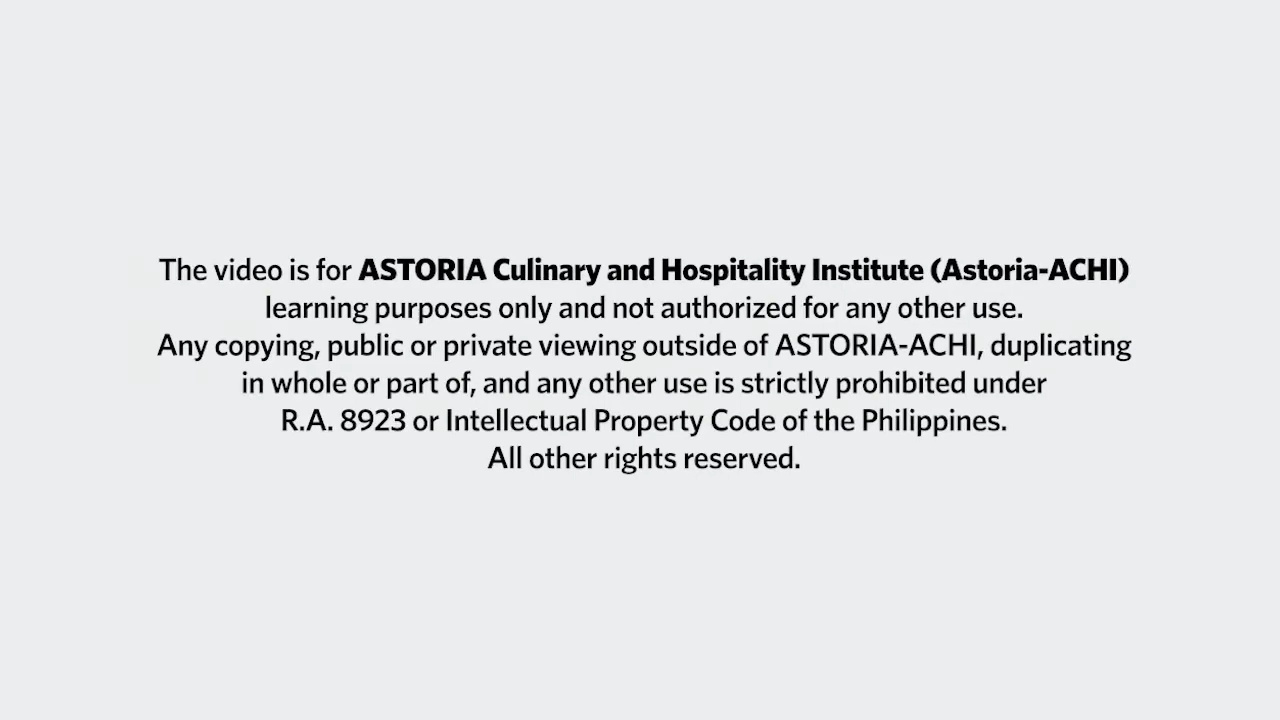 The video is for ASTORIA Culinary and Hospitality Institute (Astoria-ACHI)
learning purposes only and not authorized for any other use.
Any copying, public or private viewing outside of ASTORIA-ACHI, duplicating
in whole or part of, and any other use is strictly prohibited under
R.A. 8923 or Intellectual Property Code of the Philippines.
All other rights reserved.